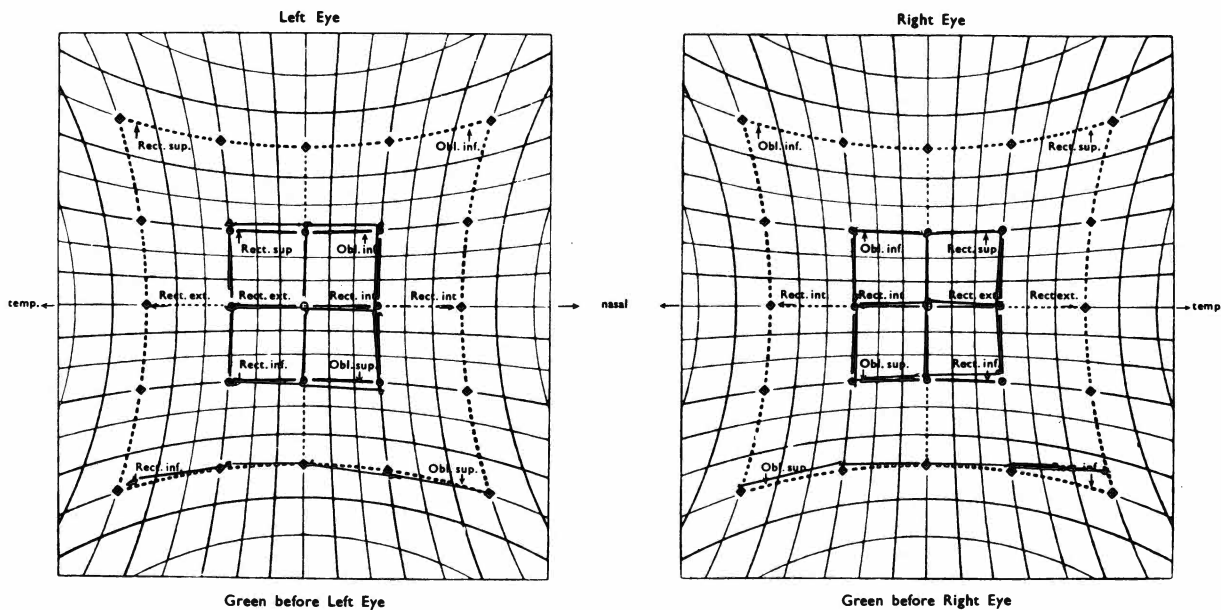 Left Eye
Rect. sup.
Obl. inf.
Rect. sup
Obl. inf.
temp.
Rect. ext.
Rect. ext.
Rect. int
Rect. int
nasal
Rect. inf.
Obl. sup.
Rect. inf.
Obl. sup.
Green before Left Eye
Right Eye
Obl. inf.
Rect. sup.
Obl. inf.
Rect. sup
Rect. int.
Rect. int
Rect. ext.
Rect.ext.
temp.
Obl. sup.
Rect. inf.
Obl. sup
Rect. inf.
Green before Right Eye